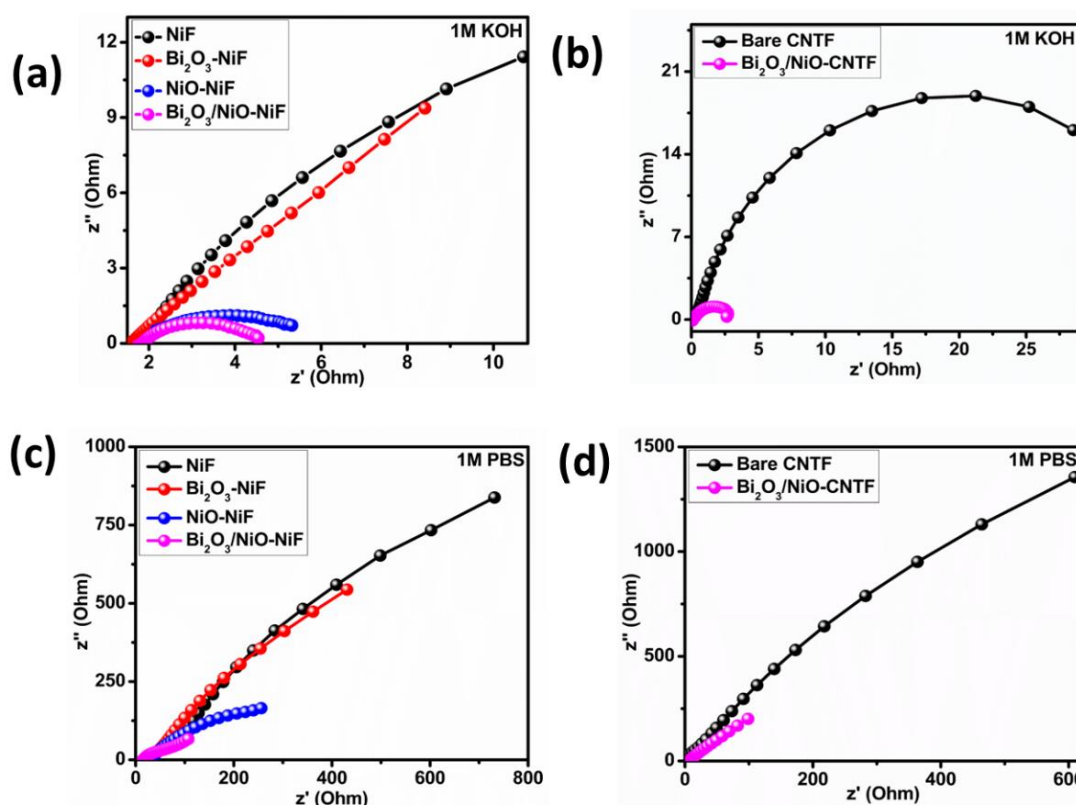 (a)
NiF
Bi₂O₃-NiF
NiO-NiF
Bi₂O₃/NiO-NiF
1M KOH
12
9
6
3
0
z'' (Ohm)
2 4 6 8 10
z' (Ohm)
(b)
Bare CNTF
Bi₂O₃/NiO-CNTF
1M KOH
21
14
7
0
z'' (Ohm)
0 5 10 15 20 25
z' (Ohm)
(c)
NiF
Bi₂O₃-NiF
NiO-NiF
Bi₂O₃/NiO-NiF
1M PBS
1000
750
500
250
0
z'' (Ohm)
0 200 400 600 800
z' (Ohm)
(d)
Bare CNTF
Bi₂O₃/NiO-CNTF
1M PBS
1500
1000
500
0
z'' (Ohm)
0 200 400 600
z' (Ohm)